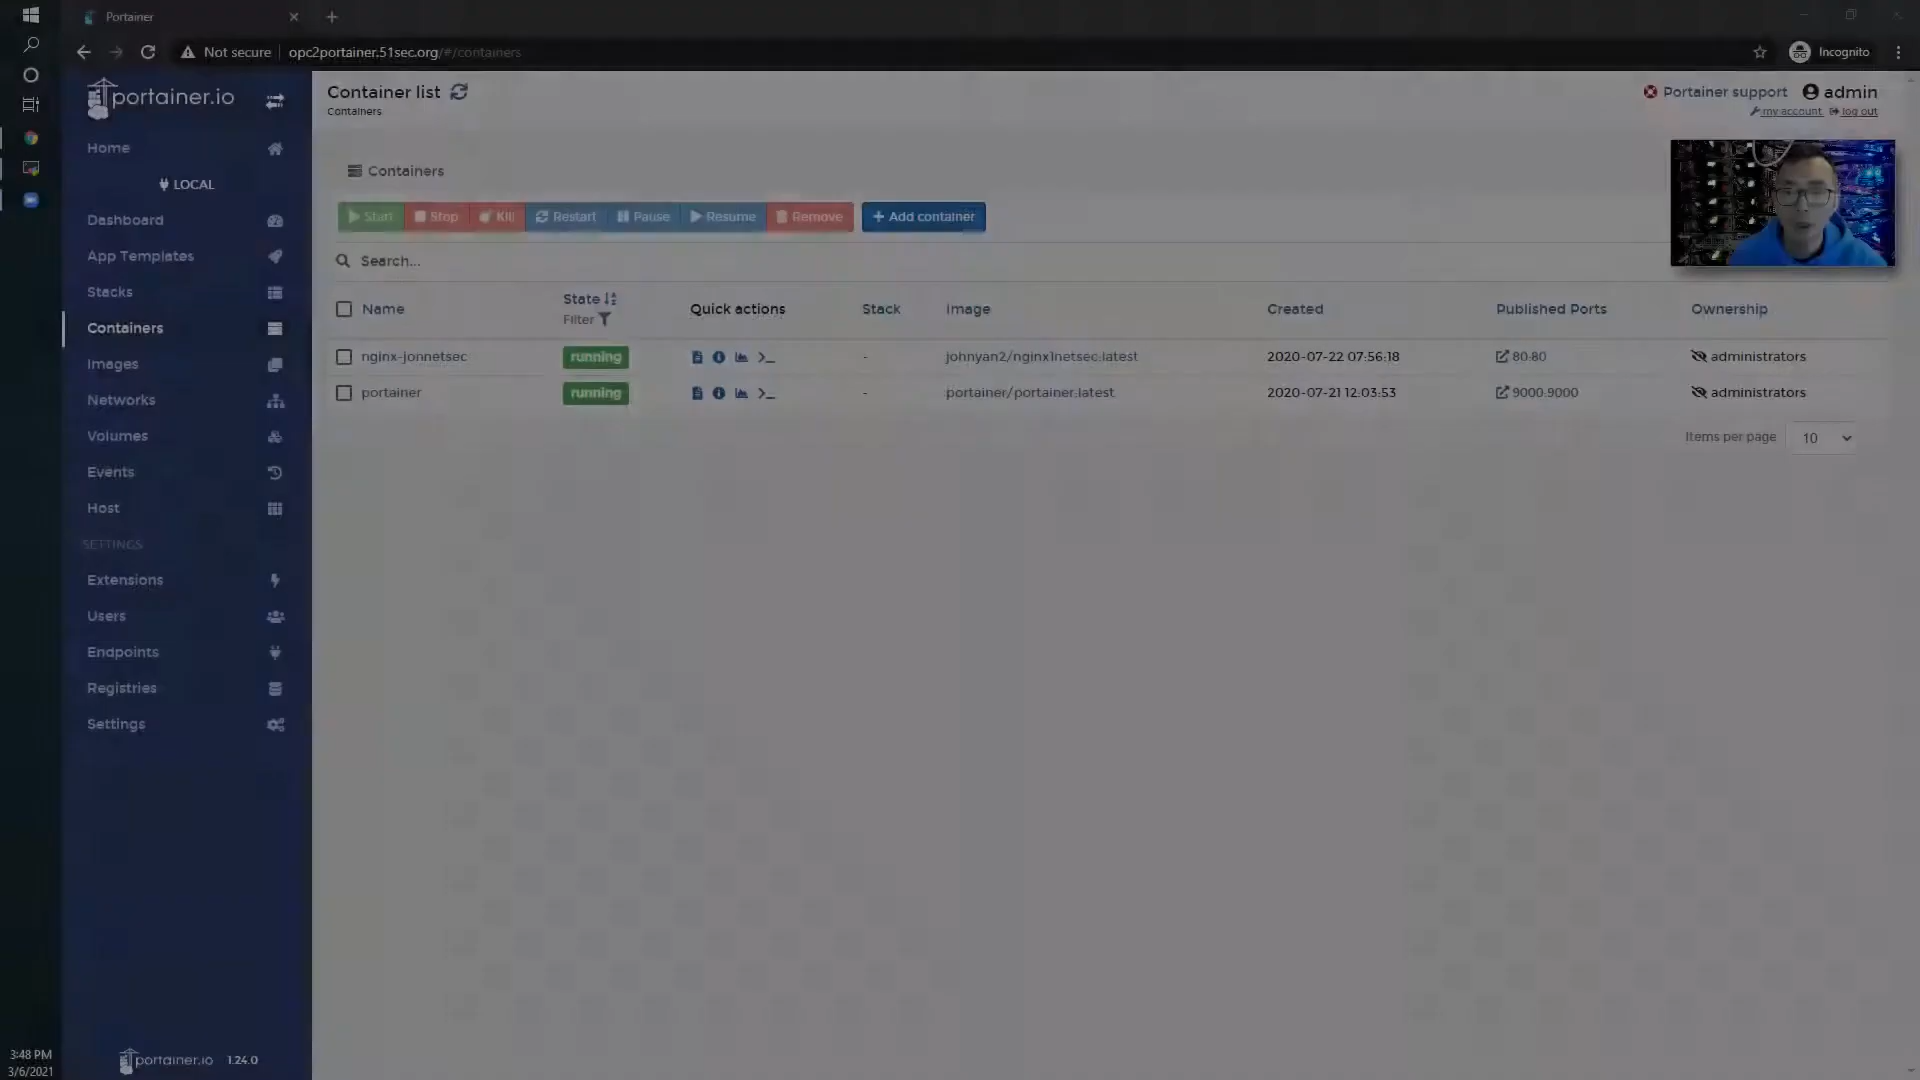 Portainer
Not secure
opc2portainer.51sec.org/#/containers
Incognito
portainer.io
Container list
Containers
Portainer support
admin
my account
log out
Home
LOCAL
Dashboard
App Templates
Stacks
Containers
Images
Networks
Volumes
Events
Host
SETTINGS
Extensions
Users
Endpoints
Registries
Settings
Containers
Start Stop Kill Restart Pause Resume Remove + Add container
Search...
Name State Quick actions Stack Image Created Published Ports Ownership
Filter
nginx-jonnetsec running - johnyan2/nginx1netsec:latest 2020-07-22 07:56:18 80:80 administrators
portainer running - portainer/portainer:latest 2020-07-21 12:03:53 9000:9000 administrators
Items per page 10
portainer.io 1.24.0
3:48 PM
3/6/2021